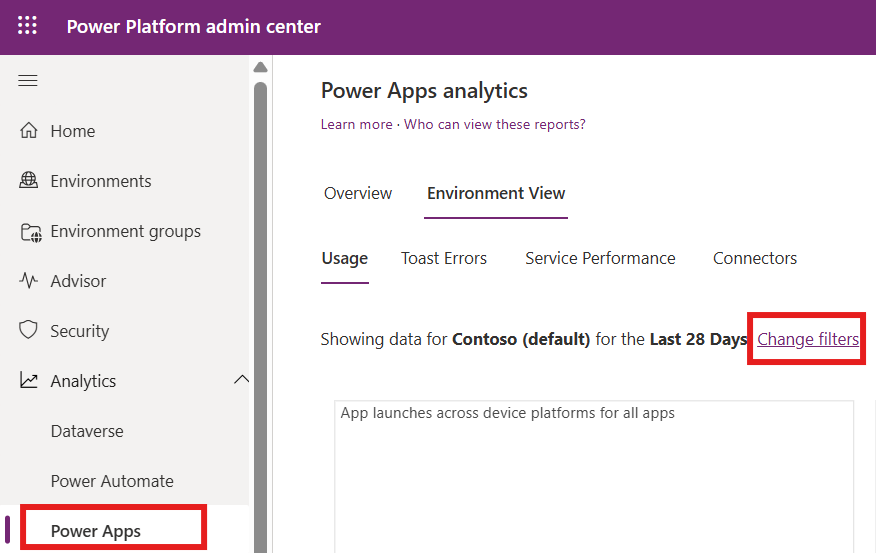 Power Platform admin center
Home
Environments
Environment groups
Advisor
Security
Analytics
Dataverse
Power Automate
Power Apps
Power Apps analytics
Learn more · Who can view these reports?
Overview Environment View
Usage Toast Errors Service Performance Connectors
Showing data for Contoso (default) for the Last 28 Days Change filters
App launches across device platforms for all apps